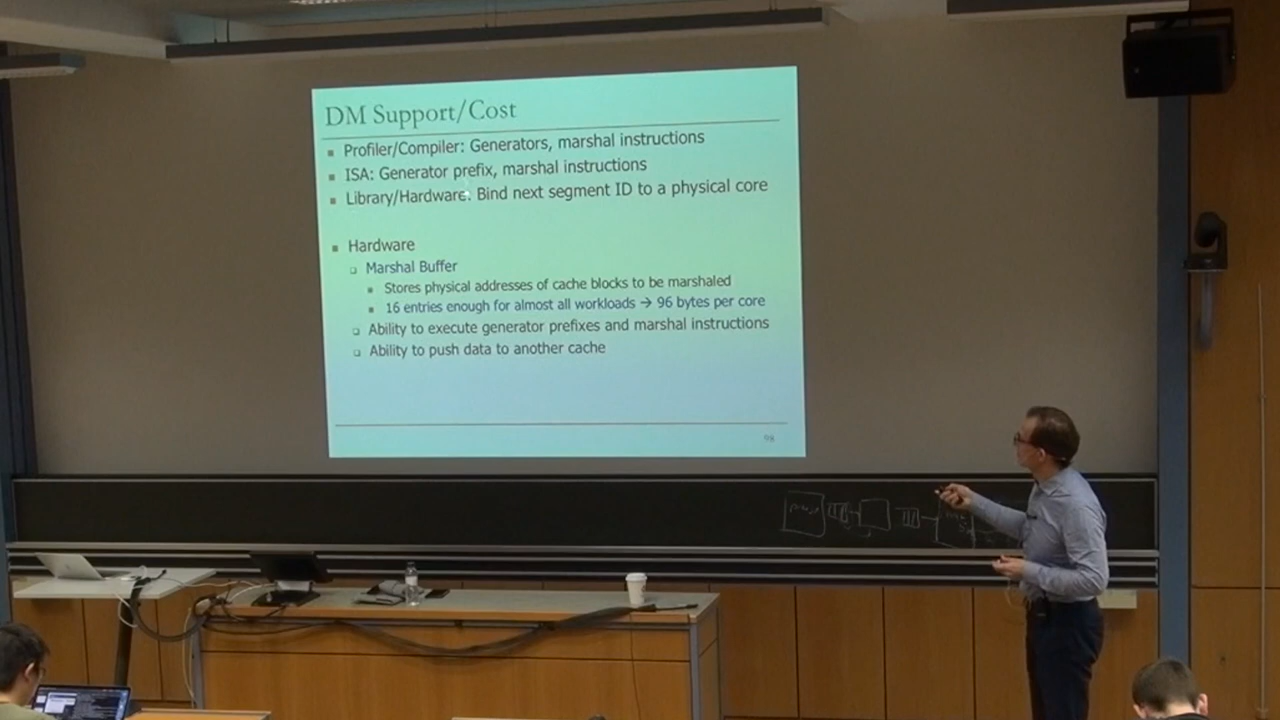 DM Support/Cost
Profiler/Compiler: Generators, marshal instructions
ISA: Generator prefix, marshal instructions
Library/Hardware: Bind next segment ID to a physical core
Hardware
Marshal Buffer
Stores physical addresses of cache blocks to be marshaled
16 entries enough for almost all workloads → 96 bytes per core
Ability to execute generator prefixes and marshal instructions
Ability to push data to another cache
98